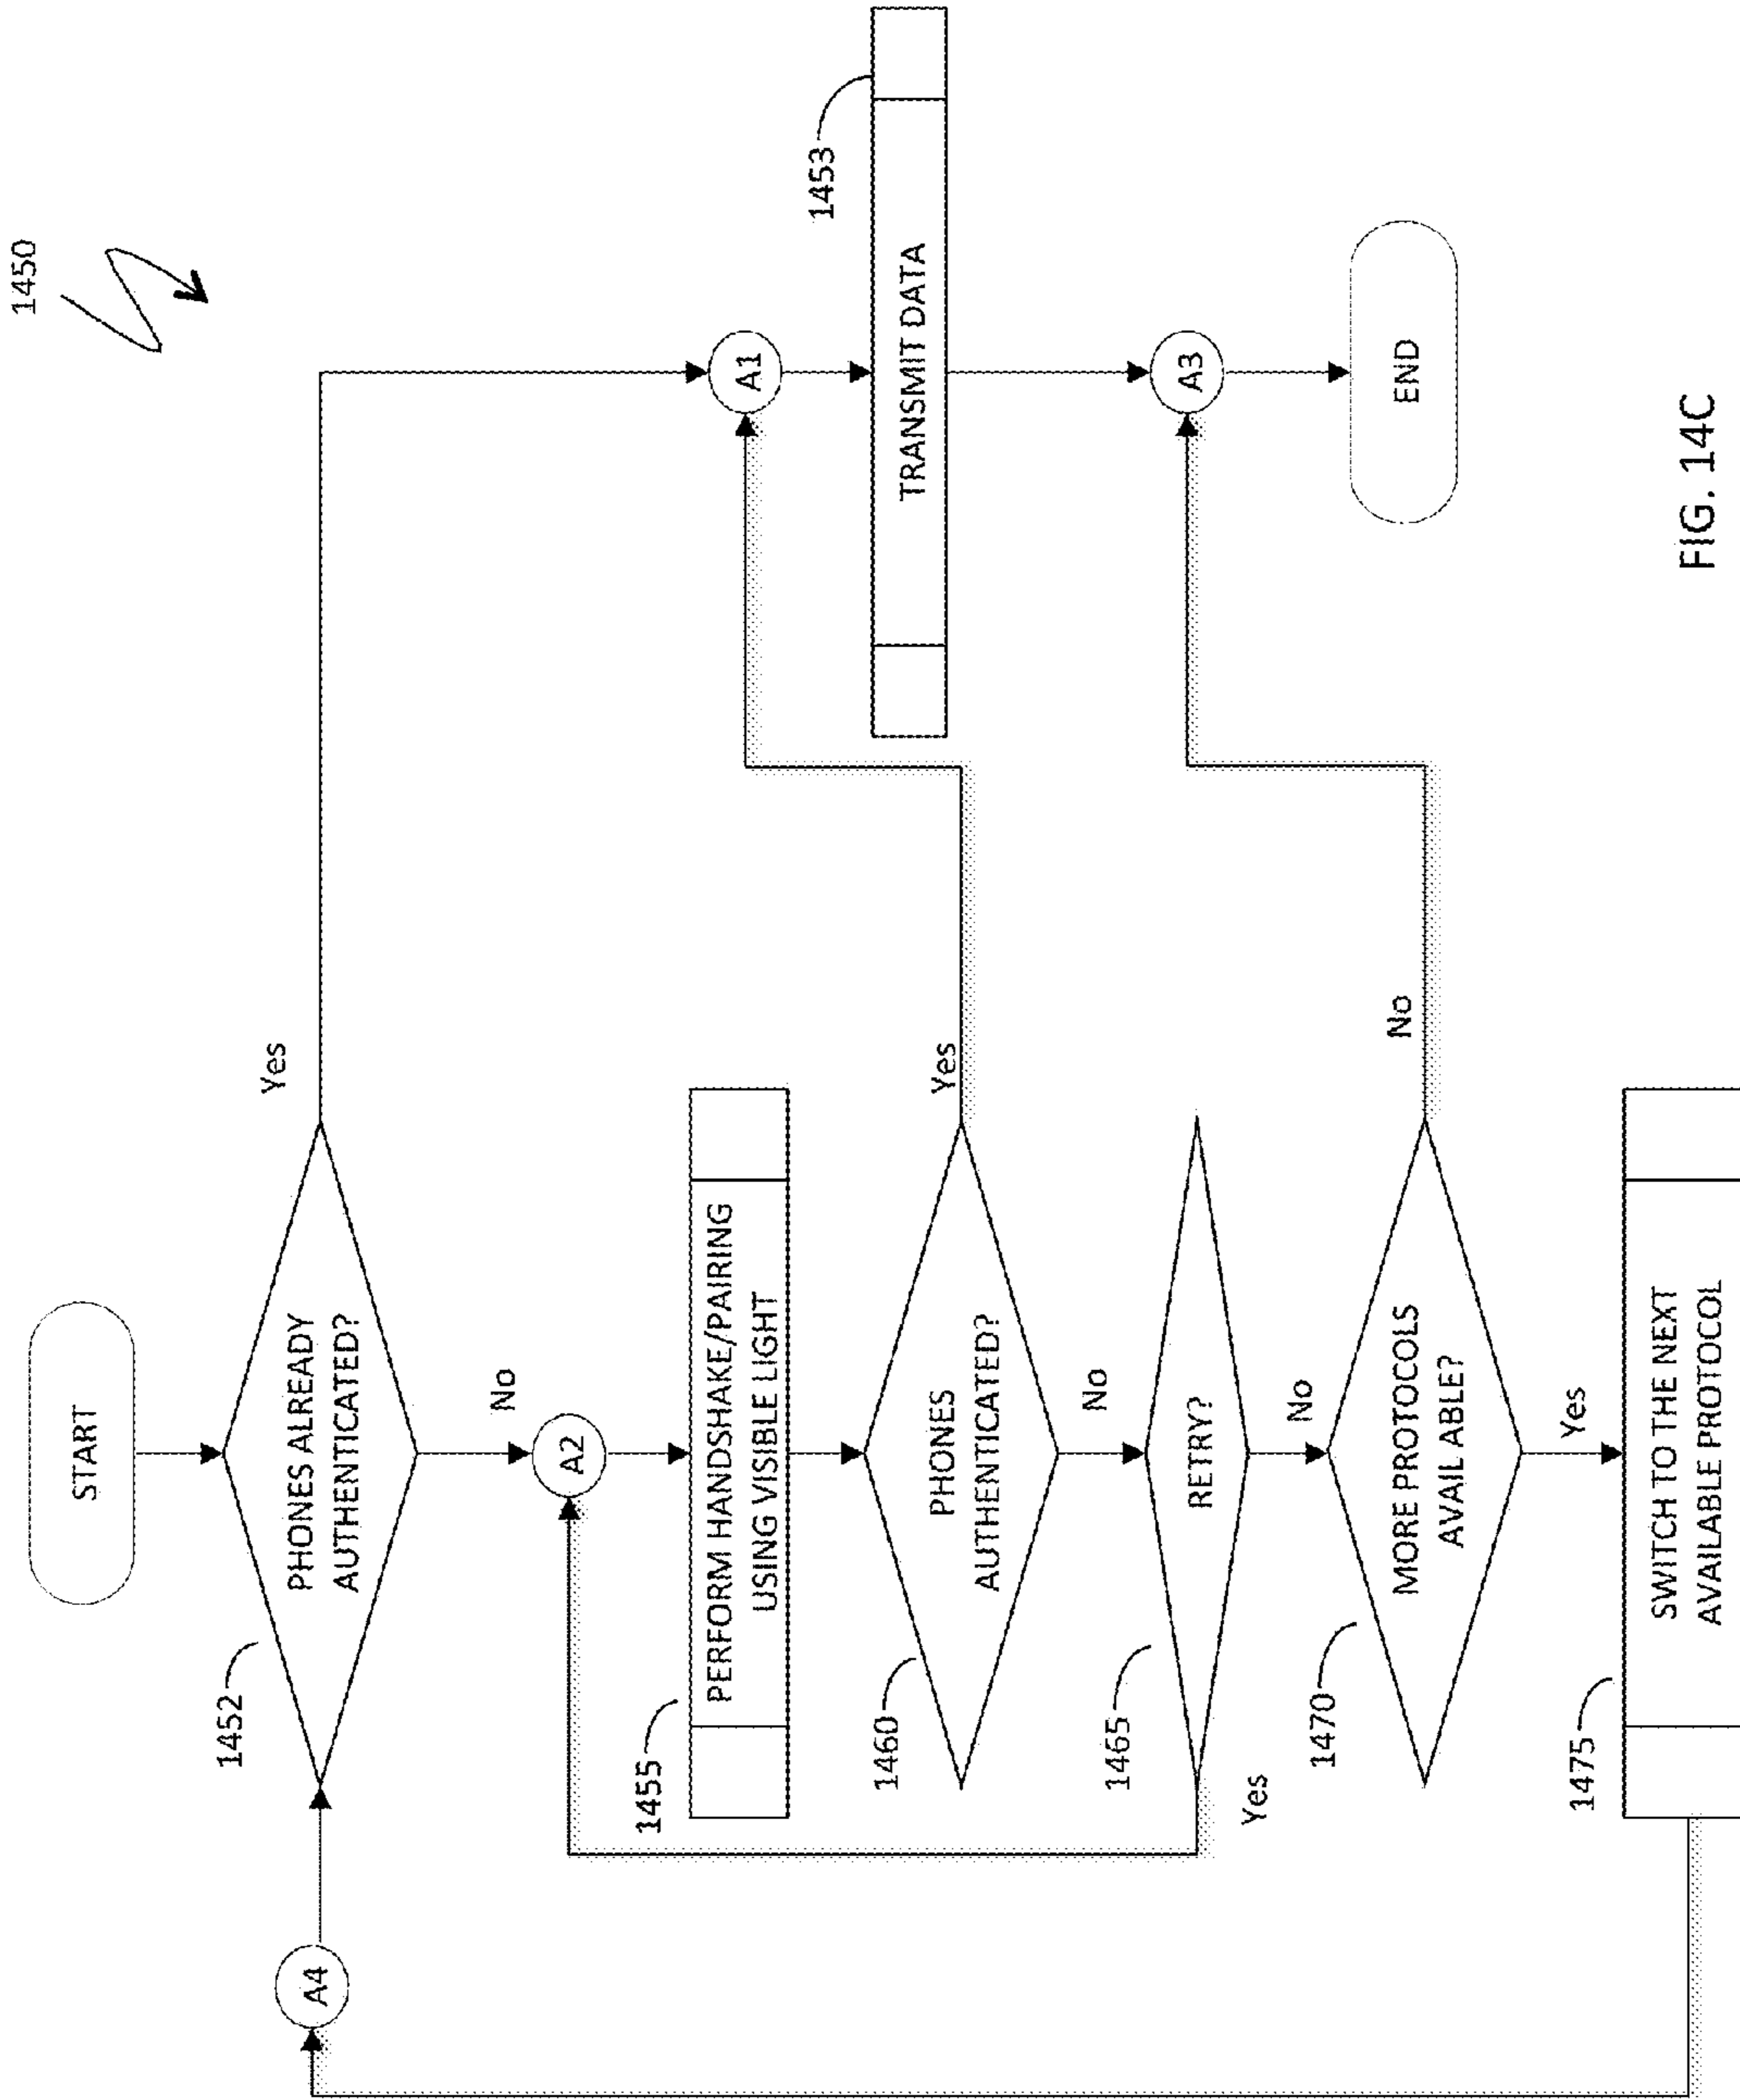 1450
START
1452
PHONES ALREADY
AUTHENTICATED?
Yes
No
A4
A2
1455
PERFORM HANDSHAKE/PAIRING
USING VISIBLE LIGHT
A1
1453
TRANSMIT DATA
1460
PHONES
AUTHENTICATED?
Yes
No
1465
RETRY?
Yes
No
A3
1470
MORE PROTOCOLS
AVAILABLE?
No
Yes
END
1475
SWITCH TO THE NEXT
AVAILABLE PROTOCOL
FIG. 14C